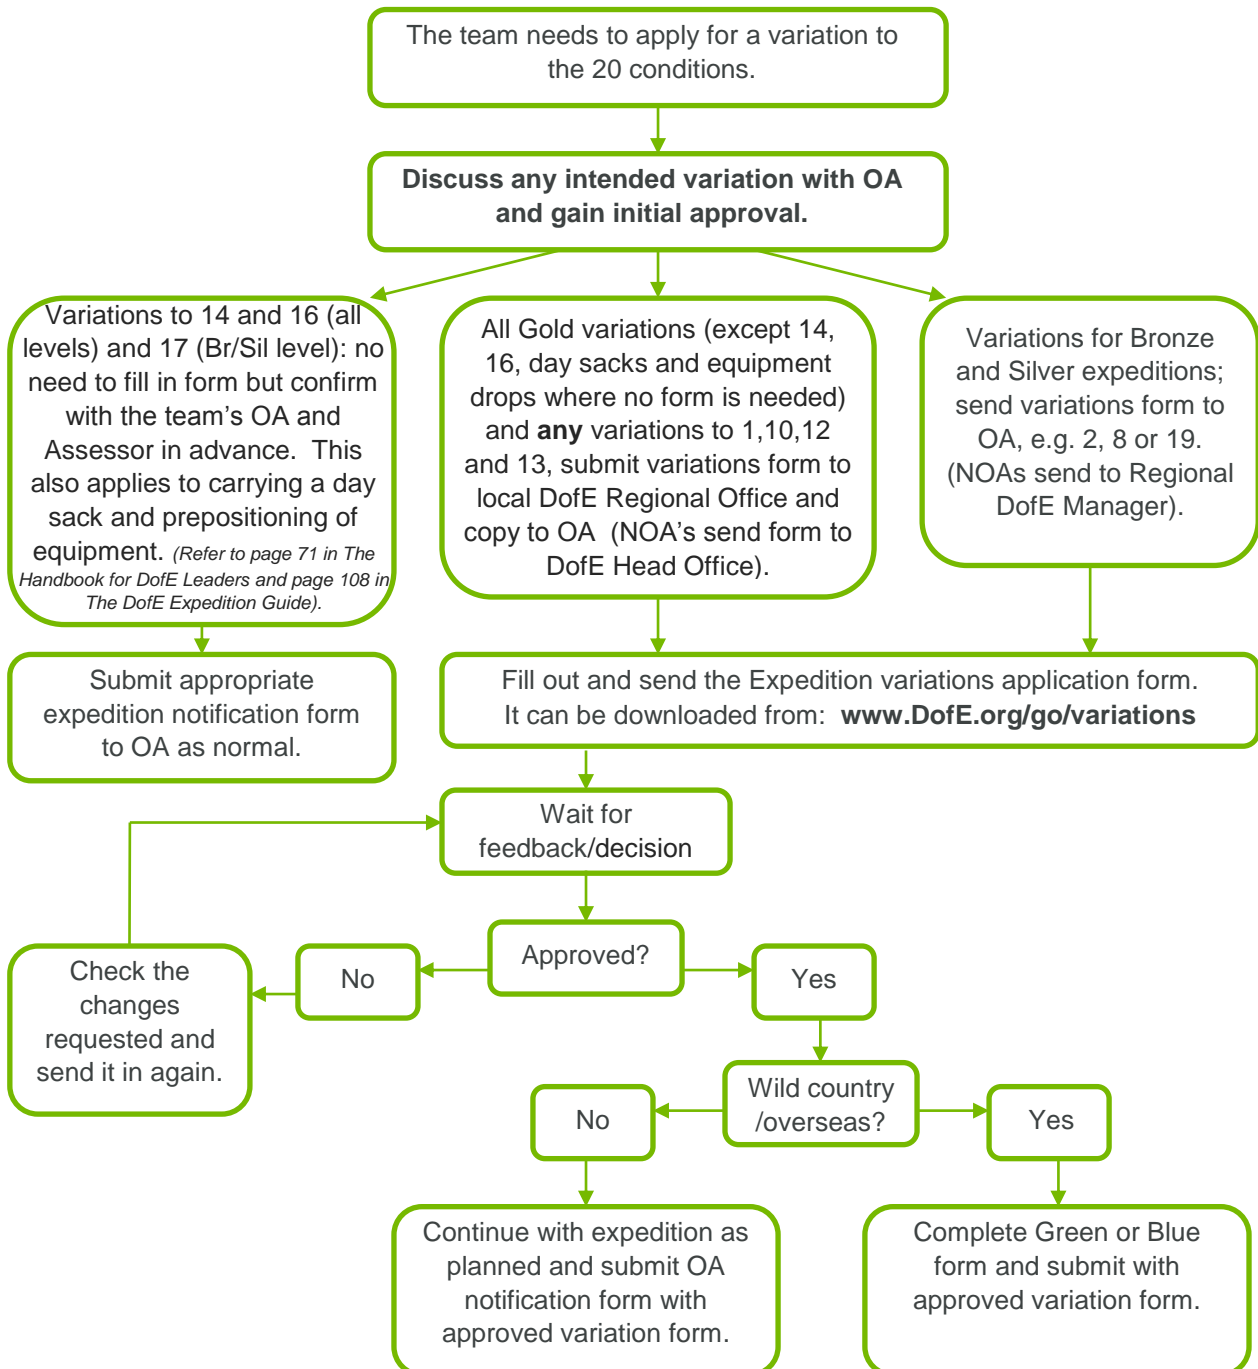 The team needs to apply for a variation to
the 20 conditions.
Discuss any intended variation with OA
and gain initial approval.
Variations to 14 and 16 (all
levels) and 17 (Br/Sil level): no
need to fill in form but confirm
with the team's OA and
Assessor in advance.  This
also applies to carrying a day
sack and prepositioning of
equipment. (Refer to page 71 in The
Handbook for DofE Leaders and page 108 in
The DofE Expedition Guide).
All Gold variations (except 14,
16, day sacks and equipment
drops where no form is needed)
and any variations to 1,10,12
and 13, submit variations form to
local DofE Regional Office and
copy to OA  (NOA's send form to
DofE Head Office).
Variations for Bronze
and Silver expeditions;
send variations form to
OA, e.g. 2, 8 or 19.
(NOAs send to Regional
DofE Manager).
Submit appropriate
expedition notification form
to OA as normal.
Fill out and send the Expedition variations application form.
It can be downloaded from:  www.DofE.org/go/variations
Wait for
feedback/decision
Approved?
No
Yes
Check the
changes
requested and
send it in again.
Wild country
/overseas?
No
Yes
Continue with expedition as
planned and submit OA
notification form with
approved variation form.
Complete Green or Blue
form and submit with
approved variation form.